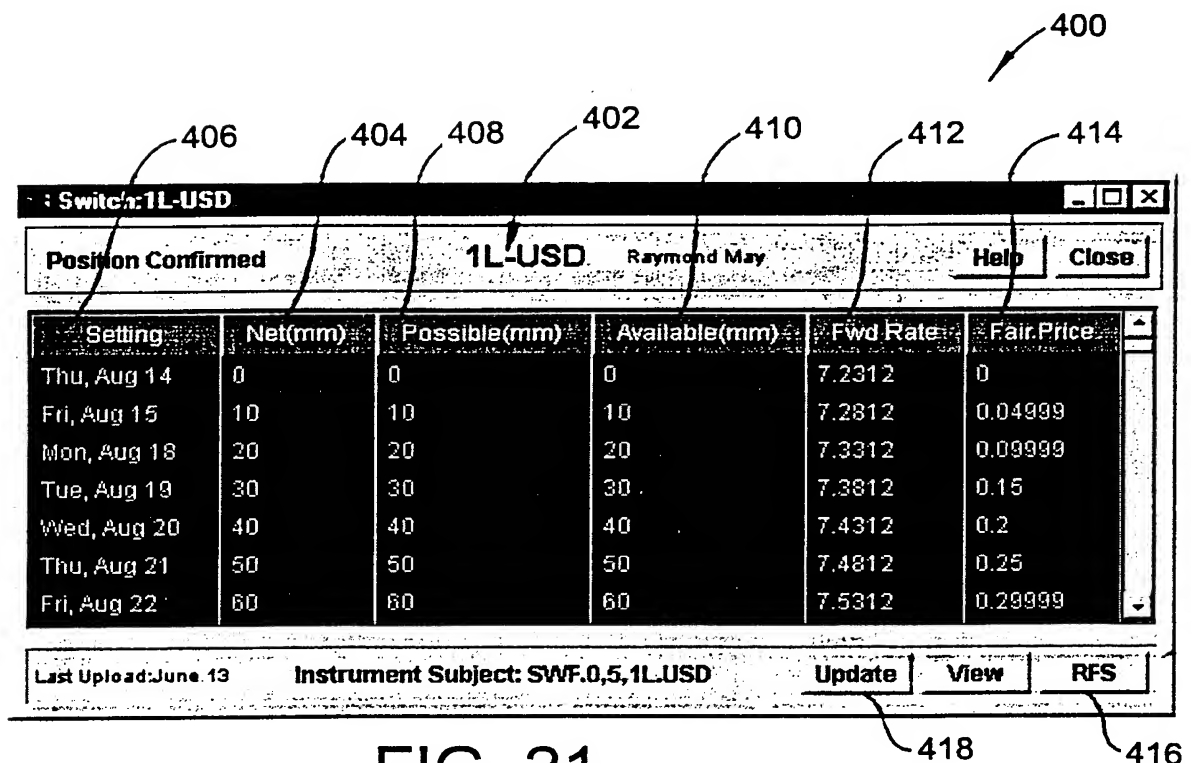 400
406 404 408 402 410 412 414
Switch:1L-USD
Position Confirmed 1L-USD Raymond May Help Close
Setting Net(mm) Possible(mm) Available(mm) Fwd Rate Fair Price
Thu, Aug 14 0 0 0 7.2312 0
Fri, Aug 15 10 10 10 7.2812 0.04999
Mon, Aug 18 20 20 20 7.3312 0.09999
Tue, Aug 19 30 30 30 7.3812 0.15
Wed, Aug 20 40 40 40 7.4312 0.2
Thu, Aug 21 50 50 50 7.4812 0.25
Fri, Aug 22 60 60 60 7.5312 0.29999
Last Upload:June 13 Instrument Subject: SWF.0,5,1L.USD Update View RFS
418 416
FIG. 21